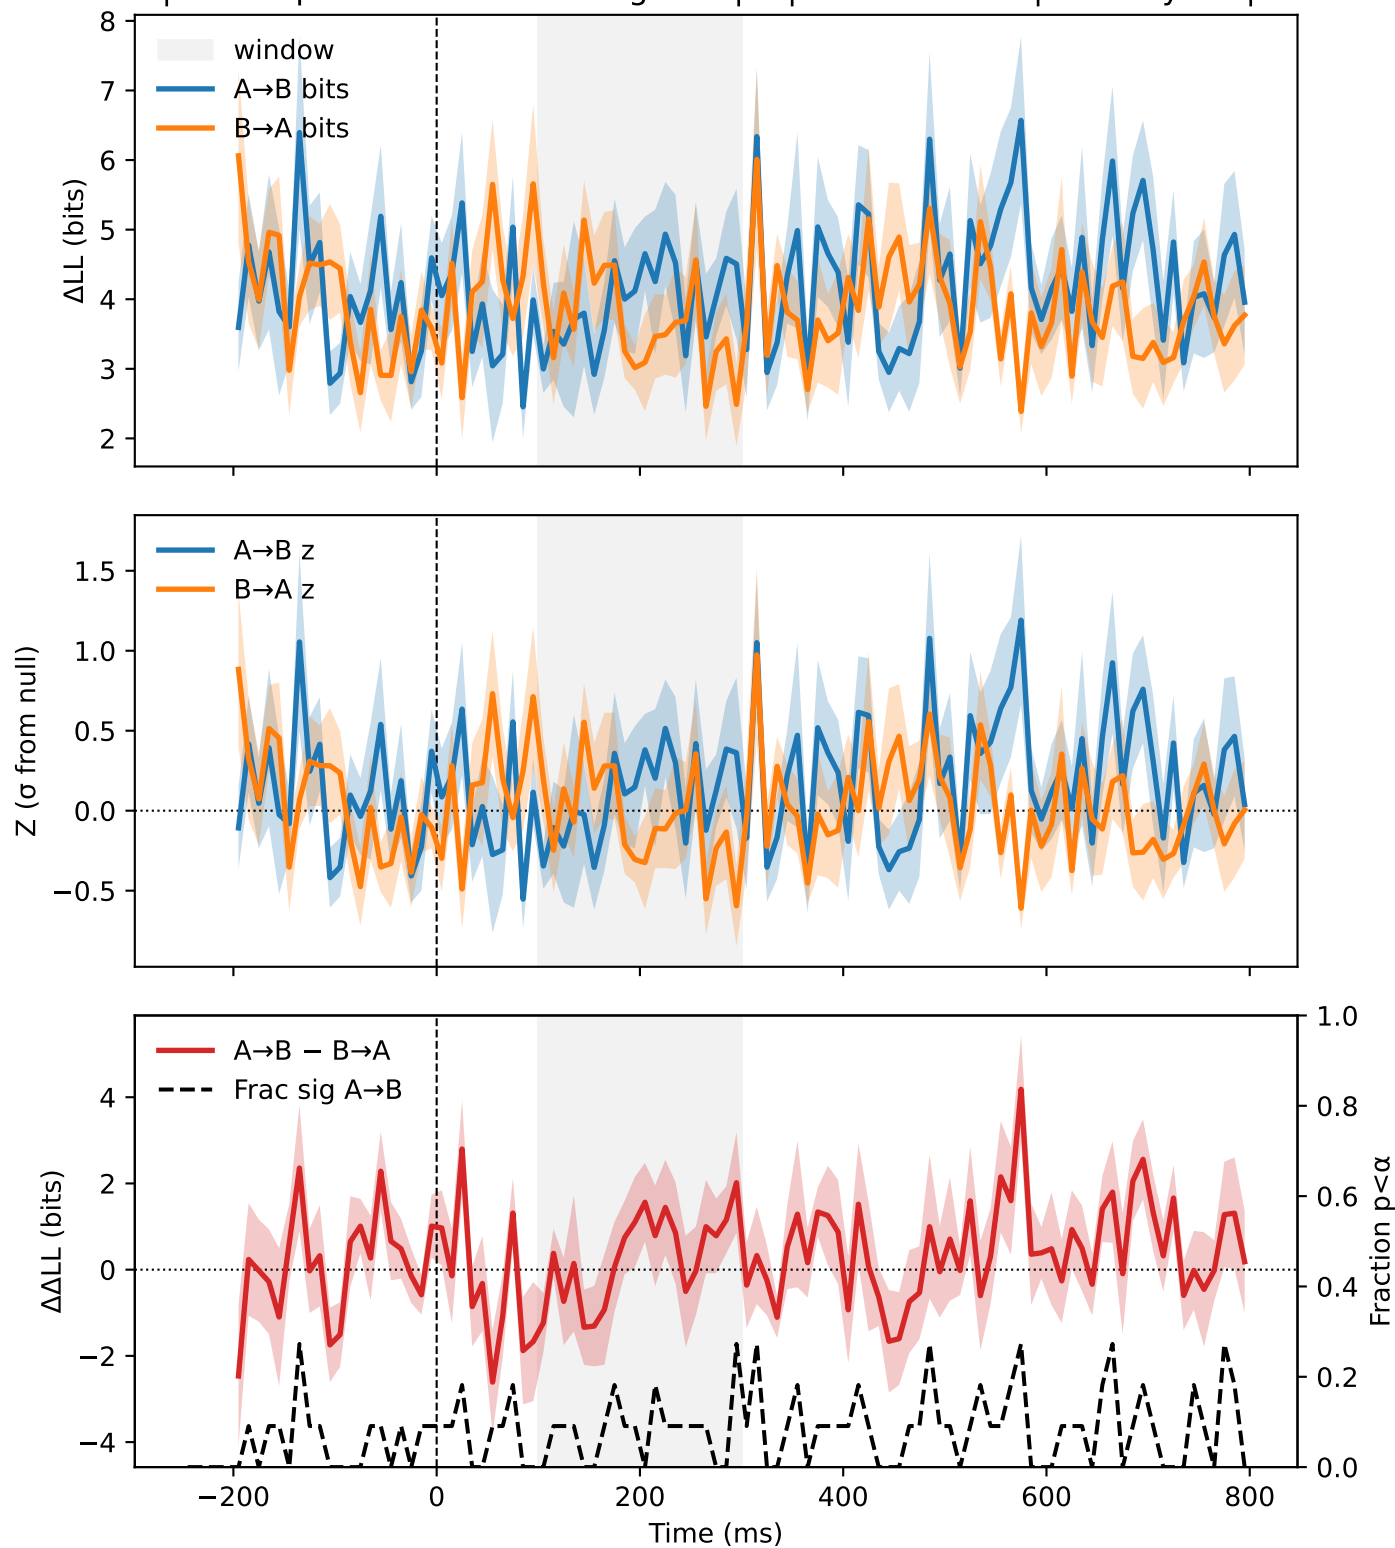 8
7
6
5
4
3
2
ΔLL (bits)
window
A→B bits
B→A bits
1.5
1.0
0.5
0.0
−0.5
Z (σ from null)
A→B z
B→A z
4
2
0
−2
−4
ΔΔLL (bits)
A→B − B→A
Frac sig A→B
1.0
0.8
0.6
0.4
0.2
0.0
Fraction p<α
−200
0
200
400
600
800
Time (ms)